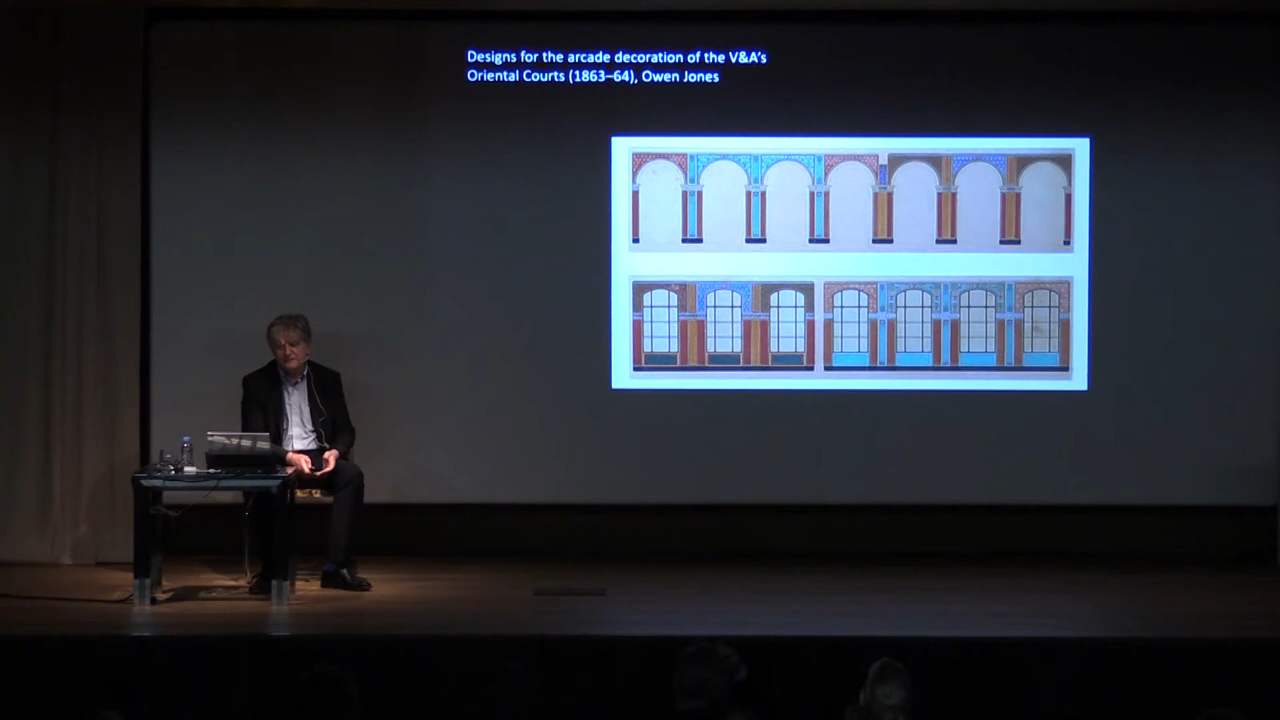 Designs for the arcade decoration of the V&A's
Oriental Courts (1863–64), Owen Jones